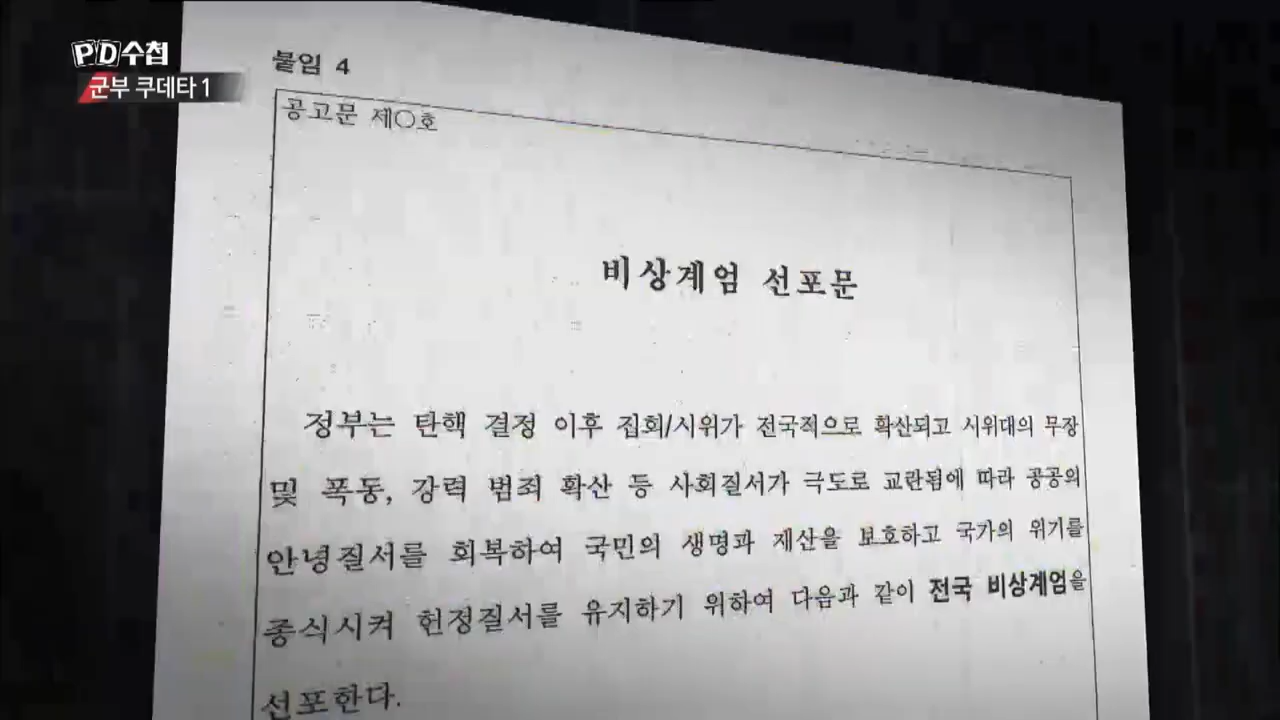 PD수첩
군부 쿠데타 1
붙임 4
공고문 제○호
비상계엄 선포문
정부는 탄핵 결정 이후 집회/시위가 전국적으로 확산되고 시위대의 무장
및 폭동, 강력 범죄 확산 등 사회질서가 극도로 교란됨에 따라 공공의
안녕질서를 회복하여 국민의 생명과 재산을 보호하고 국가의 위기를
종식시켜 헌정질서를 유지하기 위하여 다음과 같이 전국 비상계엄을
선포한다.